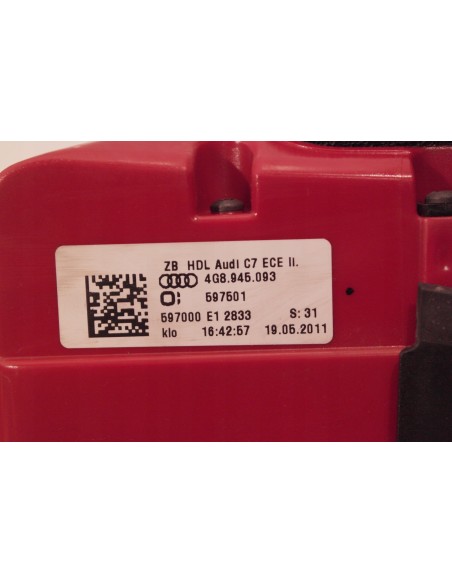 ZB HDL Audi C7 ECE II.
4G8.945.093
597501
597000 E1 2833 S: 31
klo 16:42:57 19.05.2011